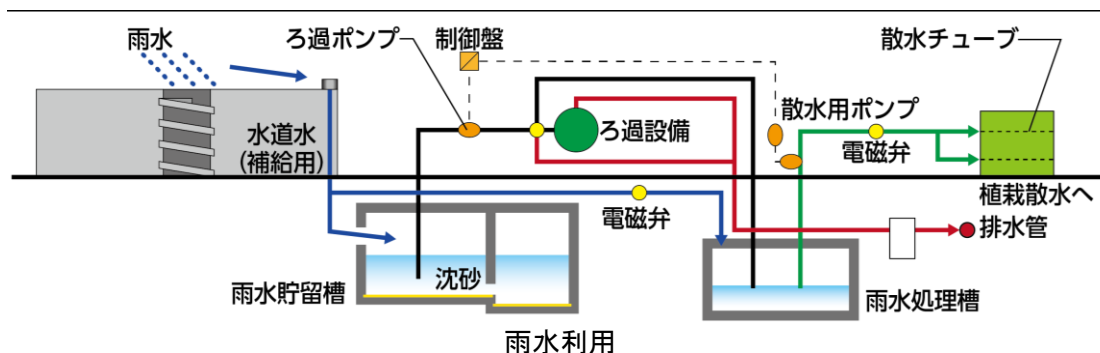 雨水
ろ過ポンプ
制御盤
散水チューブ
水道水
(補給用)
ろ過設備
散水用ポンプ
電磁弁
植栽散水へ
電磁弁
排水管
雨水貯留槽
沈砂
雨水処理槽
雨水利用